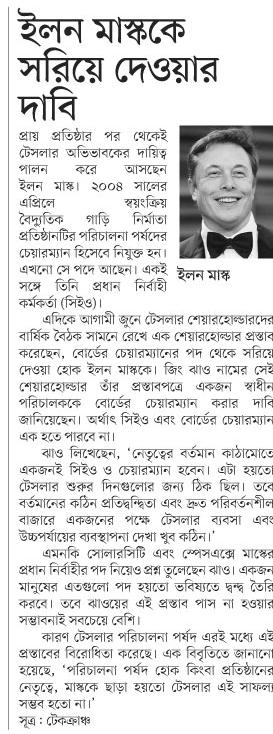 ইলন মাস্ককে
সরিয়ে দেওয়ার
দাবি
প্রায় প্রতিষ্ঠার পর থেকেই
টেসলার অভিভাবকের দায়িত্ব
পালন করে আসছেন
ইলন মাস্ক। ২০০৪ সালের
এপ্রিলে স্বয়ংক্রিয়
বৈদ্যুতিক গাড়ি নির্মাতা
প্রতিষ্ঠানটির পরিচালনা পর্ষদের
চেয়ারম্যান হিসেবে নিযুক্ত হন।
এখনো সে পদে আছেন। একই
সঙ্গে তিনি প্রধান নির্বাহী
কর্মকর্তা (সিইও)।
ইলন মাস্ক
এদিকে আগামী জুনে টেসলার শেয়ারহোল্ডারদের
বার্ষিক বৈঠক সামনে রেখে এক শেয়ারহোল্ডার প্রস্তাব
করেছেন, বোর্ডের চেয়ারম্যানের পদ থেকে সরিয়ে
দেওয়া হোক ইলন মাস্ককে। জিং ঝাও নামের সেই
শেয়ারহোল্ডার তাঁর প্রস্তাবপত্রে একজন স্বাধীন
পরিচালককে বোর্ডের চেয়ারম্যান করার দাবি
জানিয়েছেন। অর্থাৎ সিইও এবং বোর্ডের চেয়ারম্যান
এক হতে পারবে না।
ঝাও লিখেছেন, ‘নেতৃত্বের বর্তমান কাঠামোতে
একজনই সিইও ও চেয়ারম্যান হবেন। এটা হয়তো
টেসলার শুরুর দিনগুলোর জন্য ঠিক ছিল। তবে
বর্তমানের কঠিন প্রতিদ্বন্দ্বিতা এবং দ্রুত পরিবর্তনশীল
বাজারে একজনের পক্ষে টেসলার ব্যবসা এবং
উচ্চপর্যায়ের ব্যবস্থাপনা দেখা খুব কঠিন।’
এমনকি সোলারসিটি এবং স্পেসএক্সে মাস্কের
প্রধান নির্বাহীর পদ নিয়েও প্রশ্ন তুলেছেন ঝাও। একজন
মানুষের এতগুলো পদ হয়তো ভবিষ্যতে দ্বন্দ্ব তৈরি
করবে। তবে ঝাওয়ের এই প্রস্তাব পাস না হওয়ার
সম্ভাবনাই সবচেয়ে বেশি।
কারণ টেসলার পরিচালনা পর্ষদ এরই মধ্যে এই
প্রস্তাবের বিরোধিতা করেছে। এক বিবৃতিতে জানানো
হয়েছে, ‘পরিচালনা পর্ষদ হোক কিংবা প্রতিষ্ঠানের
নেতৃত্বে, মাস্ককে ছাড়া হয়তো টেসলার এই সাফল্য
সম্ভব হতো না।’
সূত্র : টেকক্রাঞ্চ